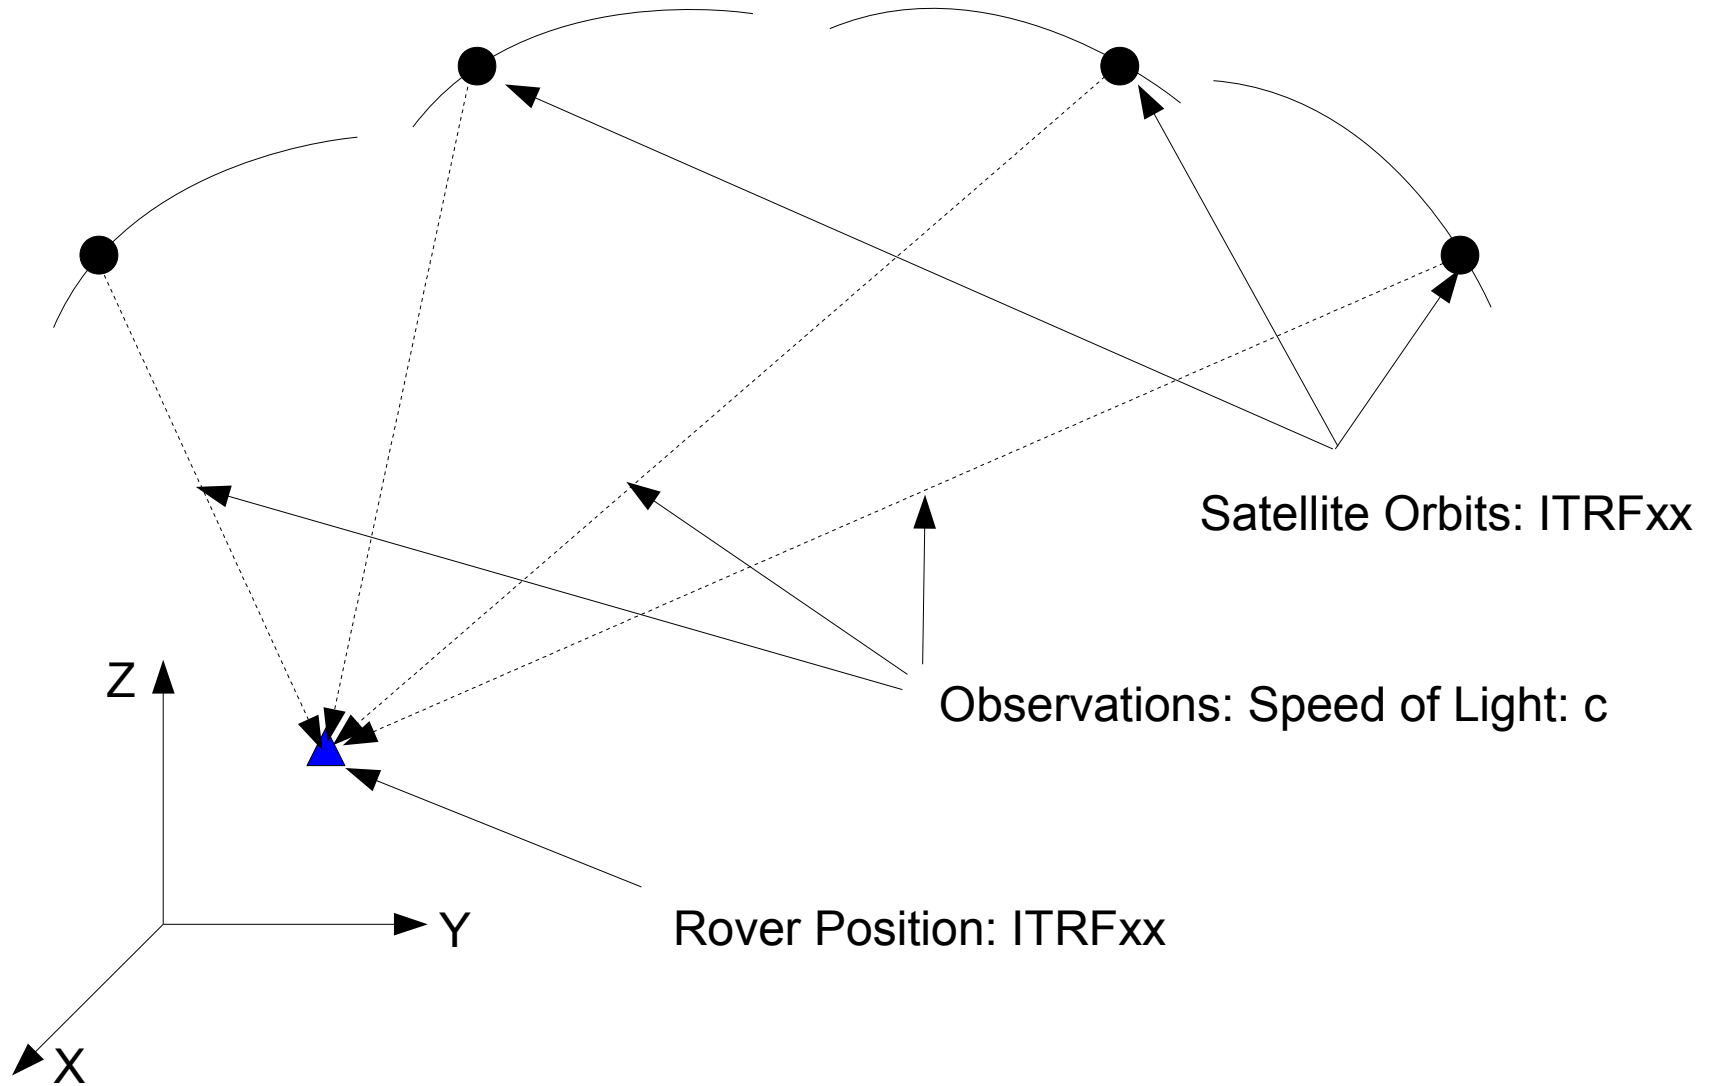 Satellite Orbits: ITRFxx
Z
Observations: Speed of Light: c
Y
Rover Position: ITRFxx
X